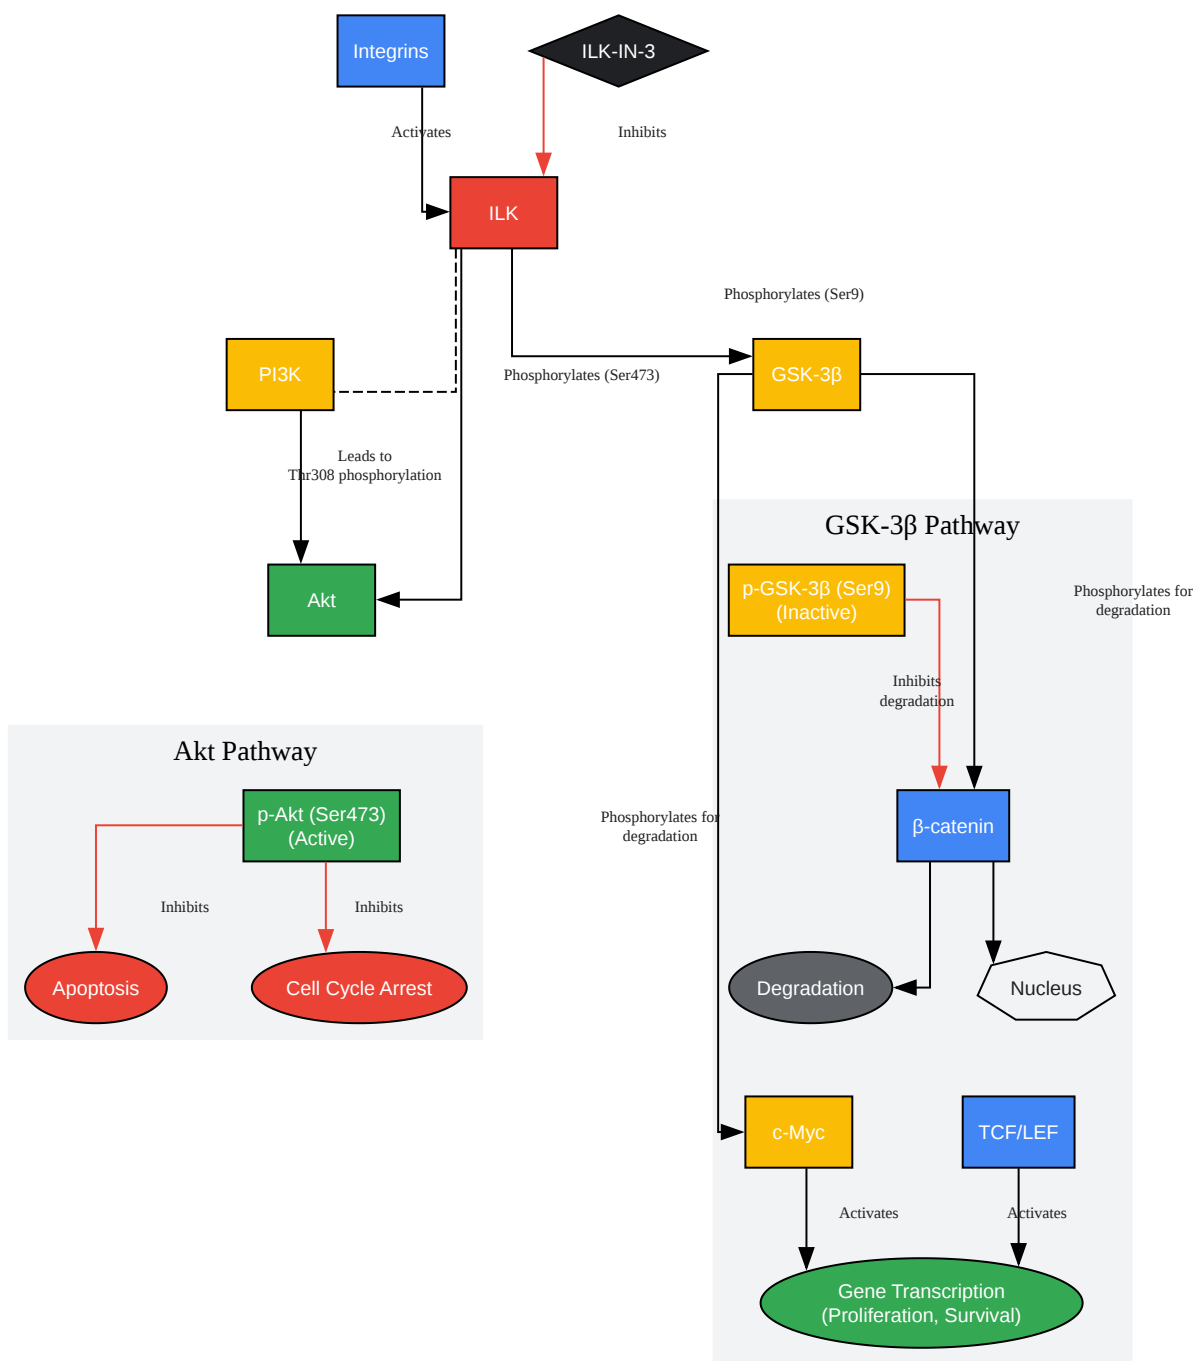 Integrins
ILK-IN-3
Activates
Inhibits
ILK
Phosphorylates (Ser9)
PI3K
Phosphorylates (Ser473)
GSK-3β
Leads to
Thr308 phosphorylation
GSK-3β Pathway
Akt
p-GSK-3β (Ser9)
(Inactive)
Phosphorylates for
degradation
Inhibits
degradation
Akt Pathway
p-Akt (Ser473)
(Active)
Phosphorylates for
degradation
β-catenin
Inhibits
Inhibits
Apoptosis
Cell Cycle Arrest
Degradation
Nucleus
c-Myc
TCF/LEF
Activates
Activates
Gene Transcription
(Proliferation, Survival)